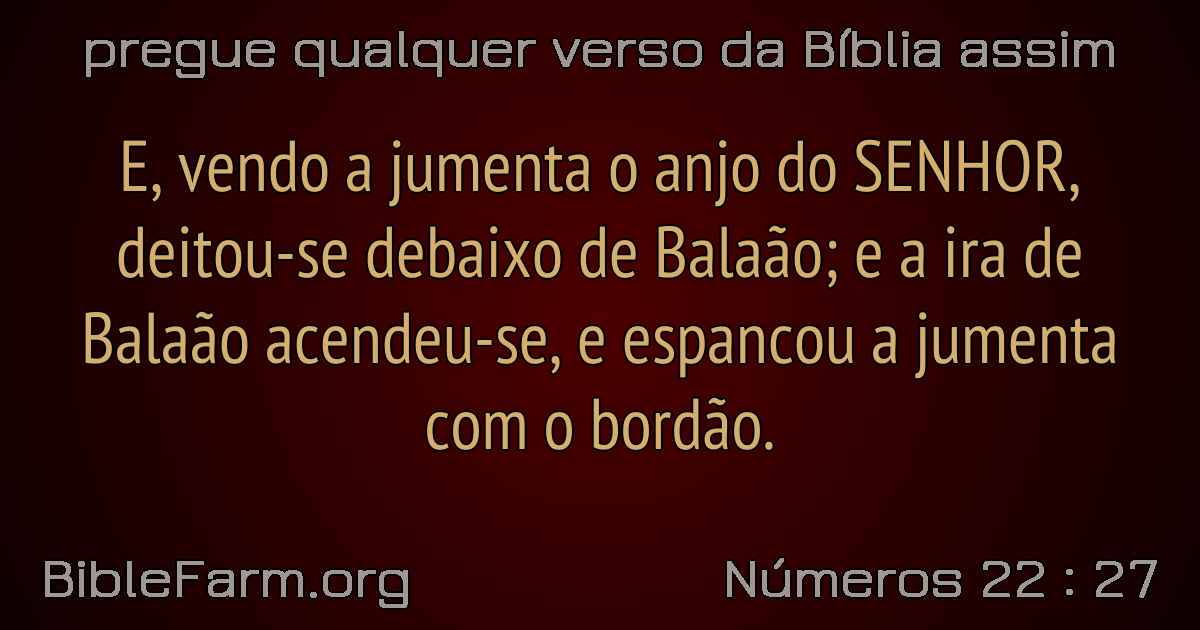 pregue qualquer verso da Bíblia assim
E, vendo a jumenta o anjo do SENHOR,
deitou-se debaixo de Balaão; e a ira de
Balaão acendeu-se, e espancou a jumenta
com o bordão.
BibleFarm.org
Números 22 : 27